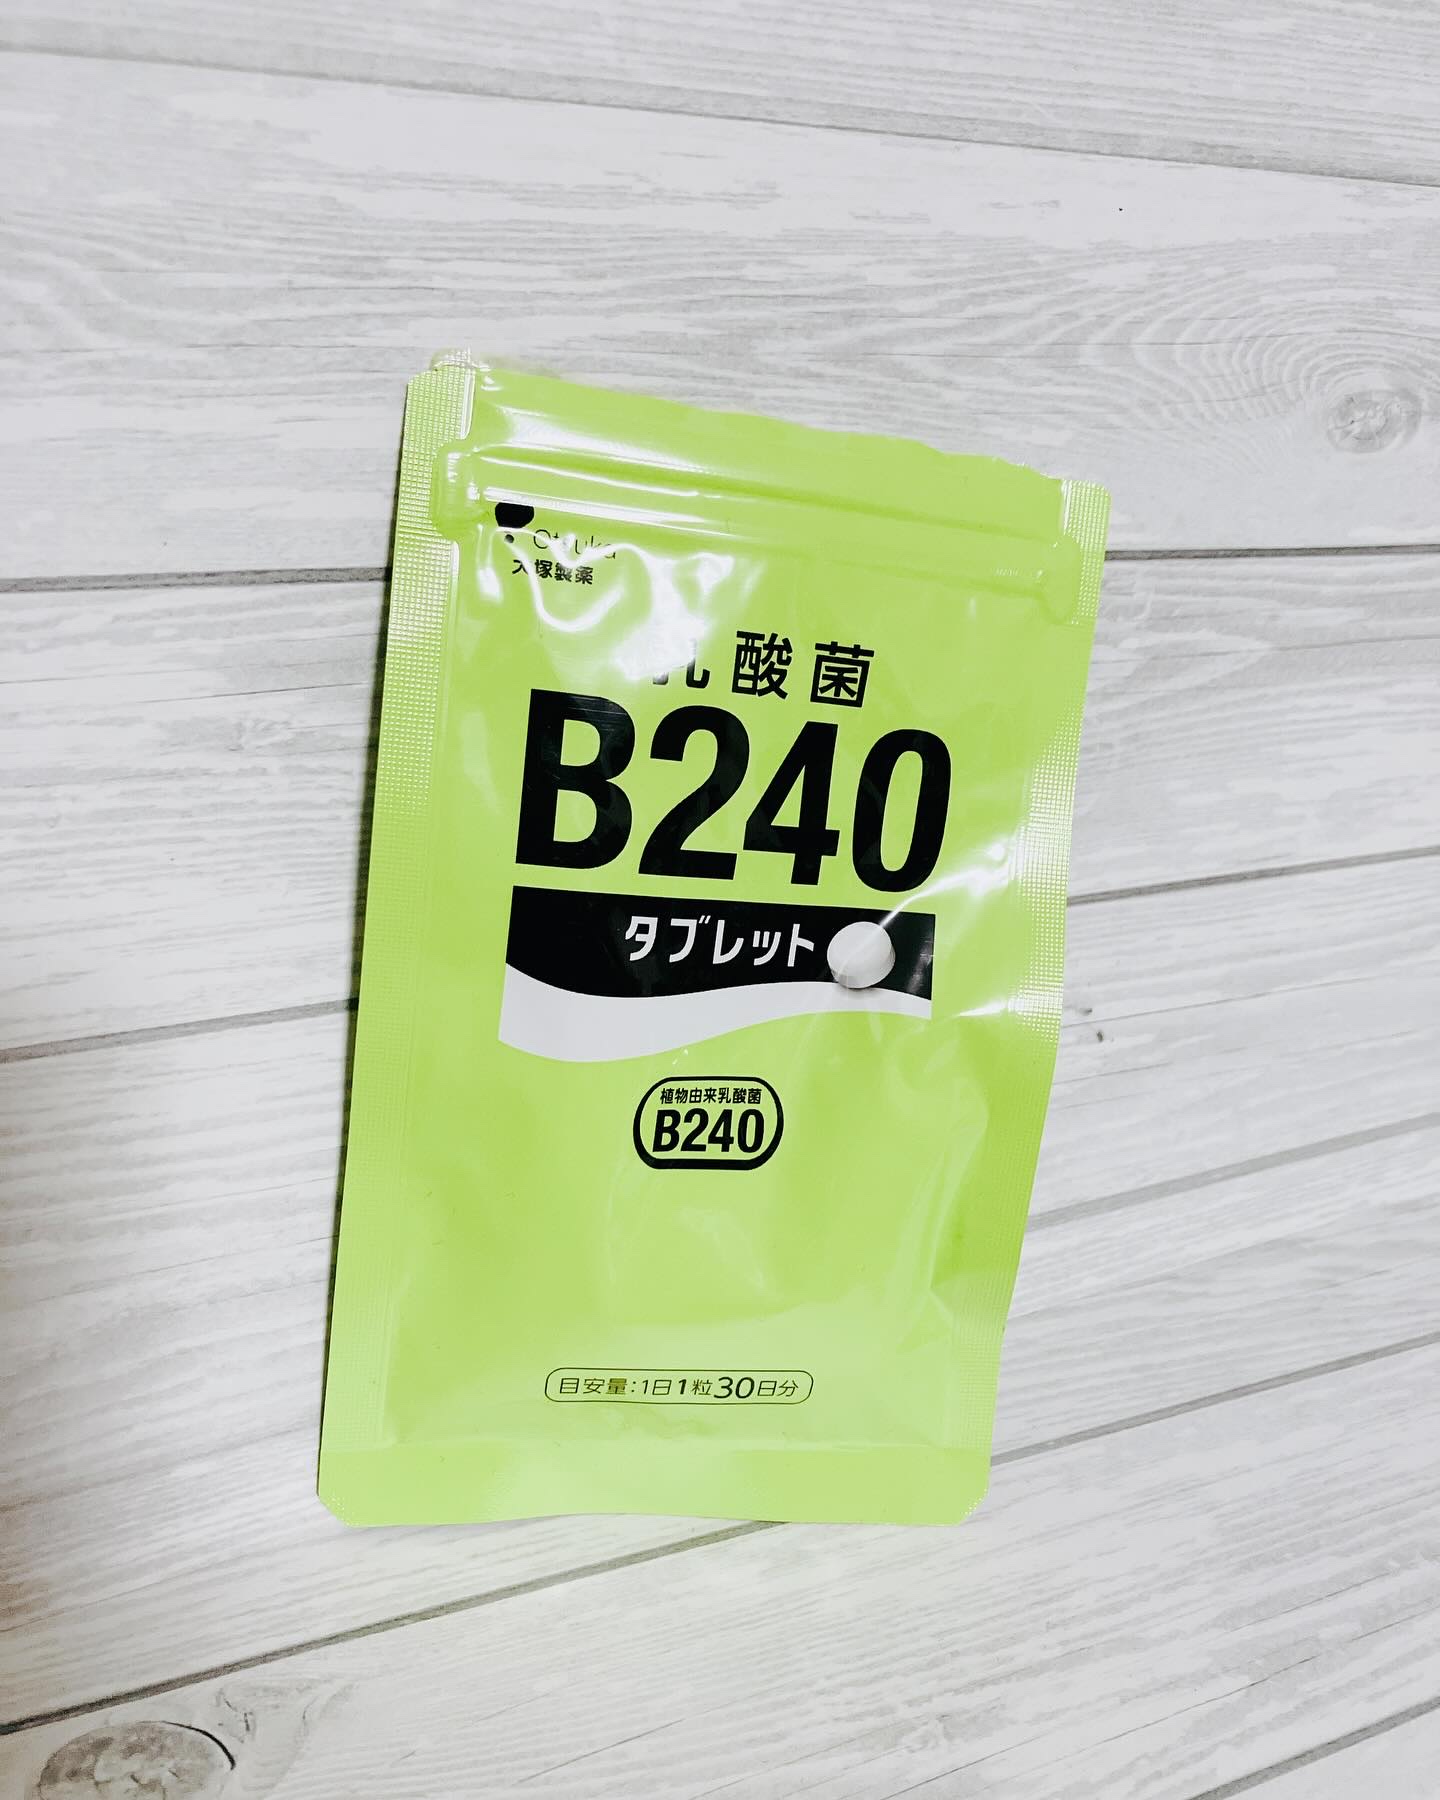 Otsuka
大塚製薬
乳酸菌
B240
タブレット
植物由来乳酸菌
B240
目安量:1日1粒30日分